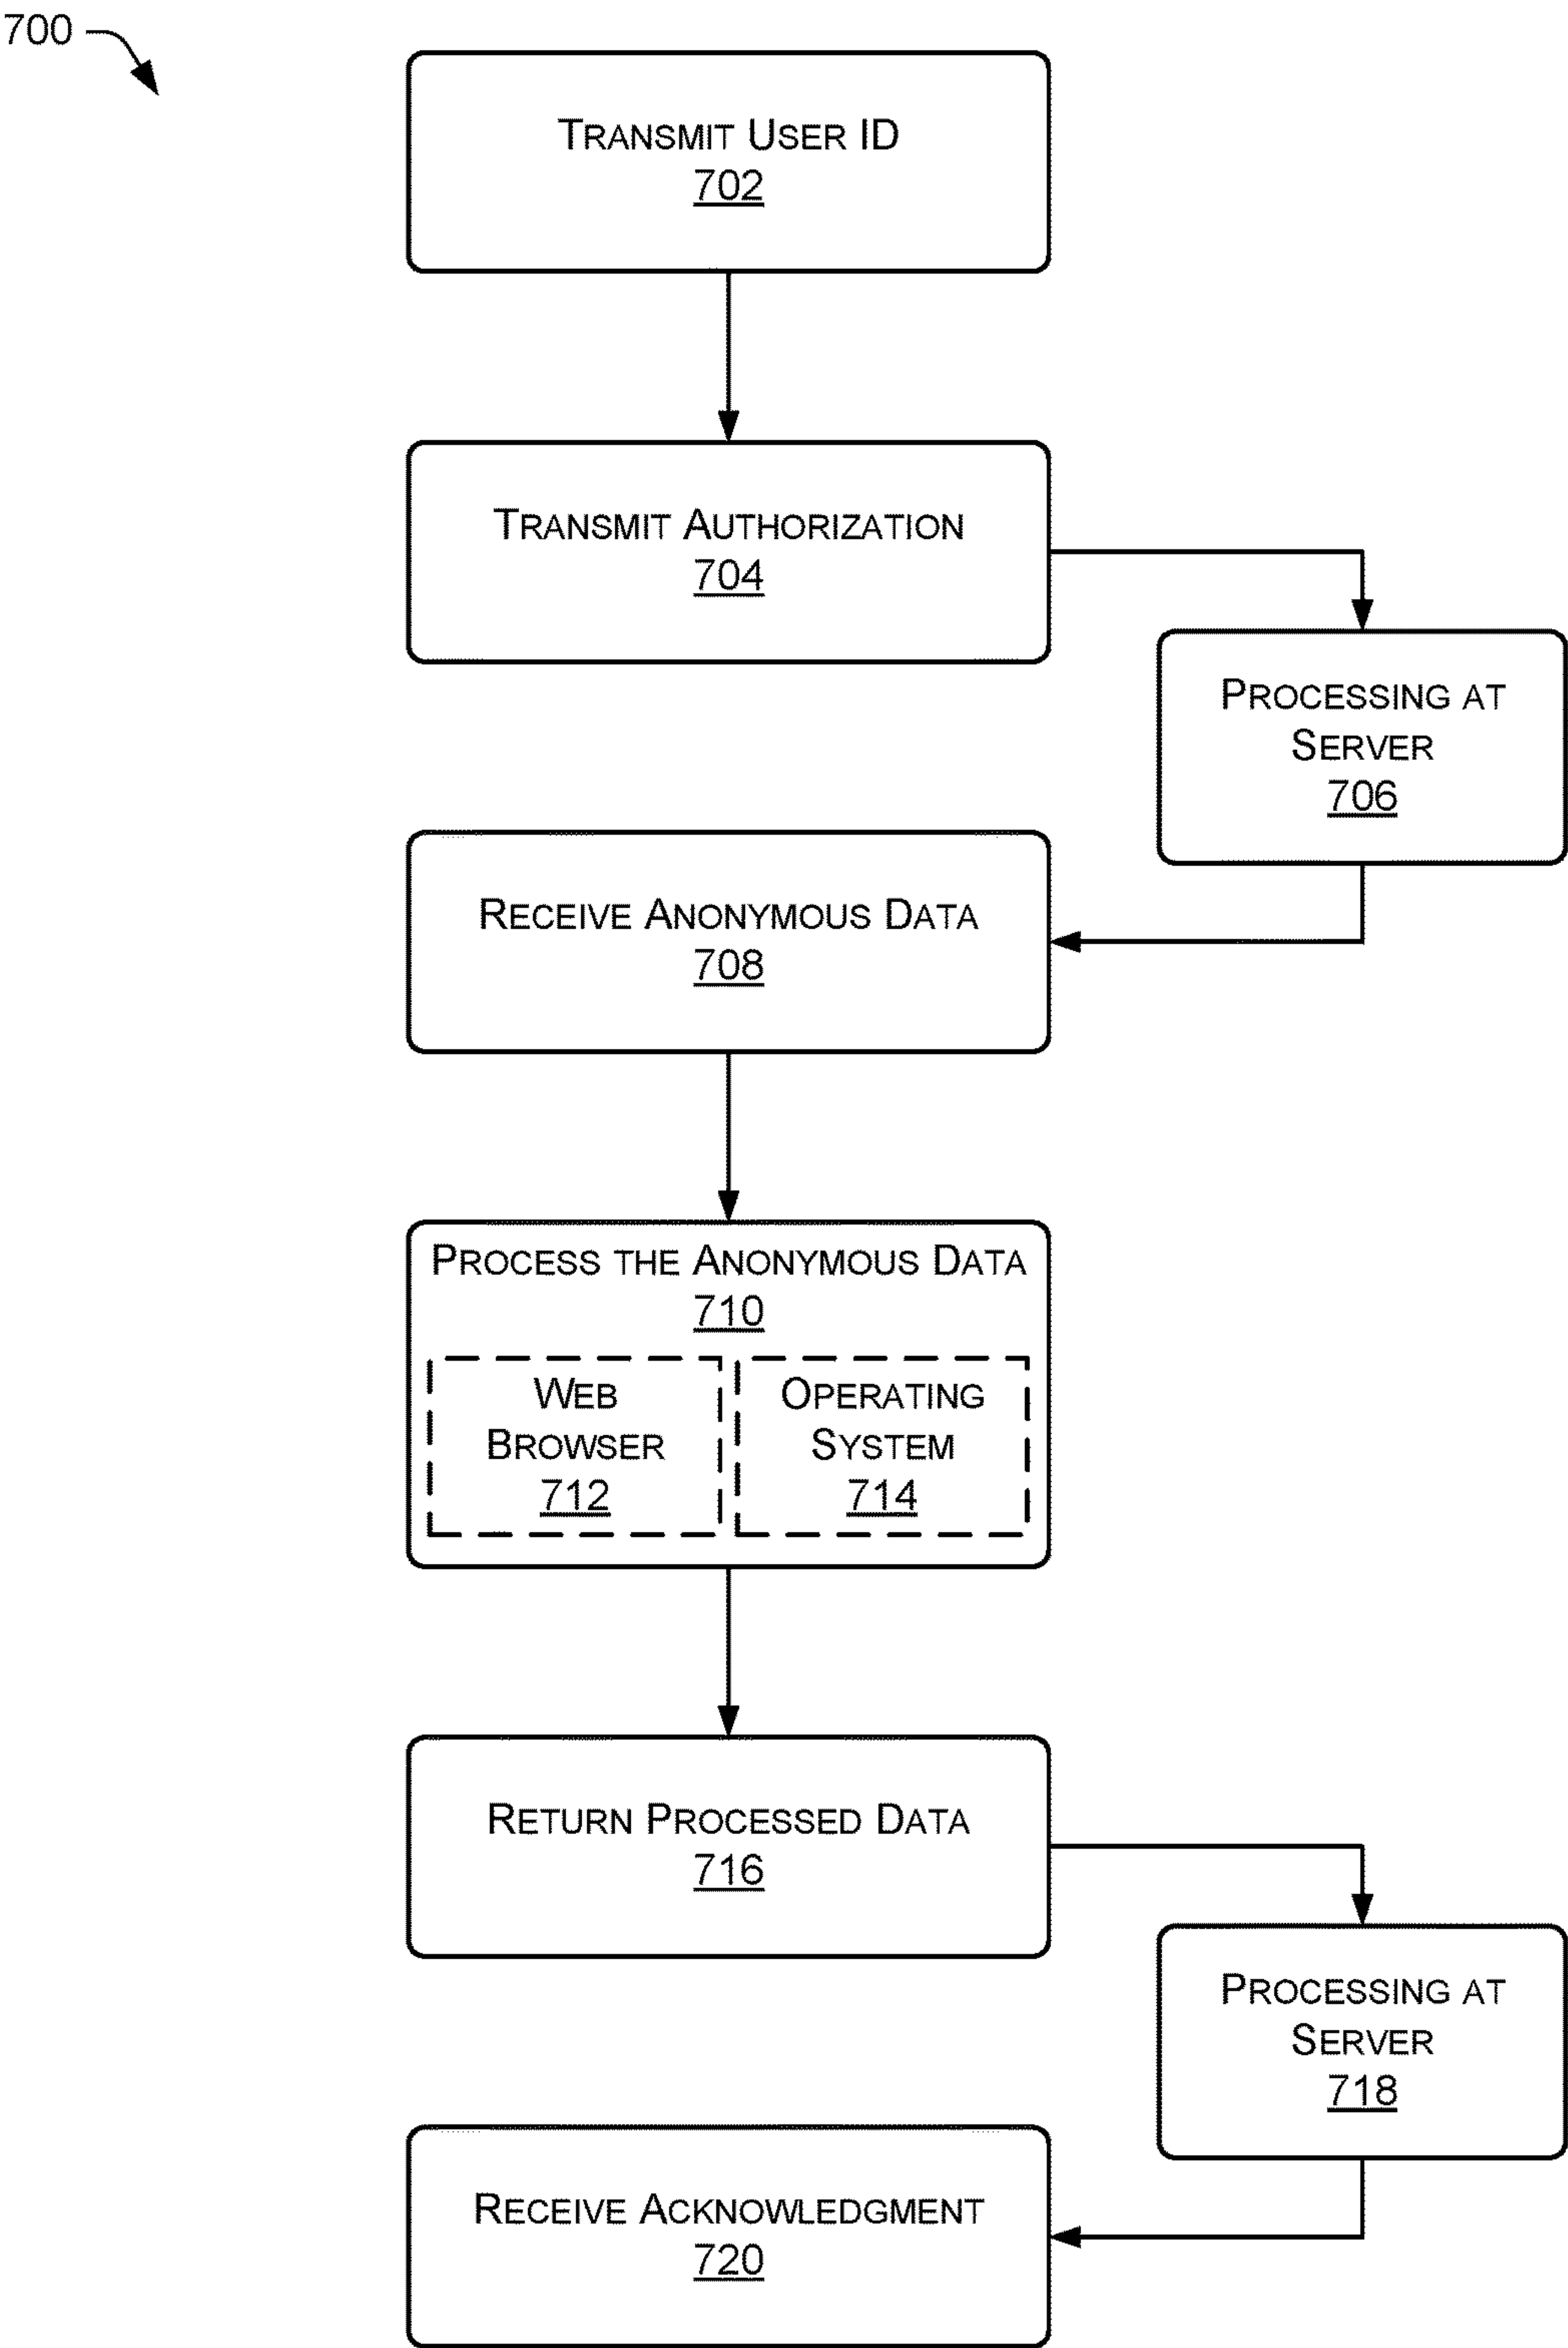 700
TRANSMIT USER ID
702
TRANSMIT AUTHORIZATION
704
PROCESSING AT
SERVER
706
RECEIVE ANONYMOUS DATA
708
PROCESS THE ANONYMOUS DATA
710
WEB
BROWSER
712
OPERATING
SYSTEM
714
RETURN PROCESSED DATA
716
PROCESSING AT
SERVER
718
RECEIVE ACKNOWLEDGMENT
720